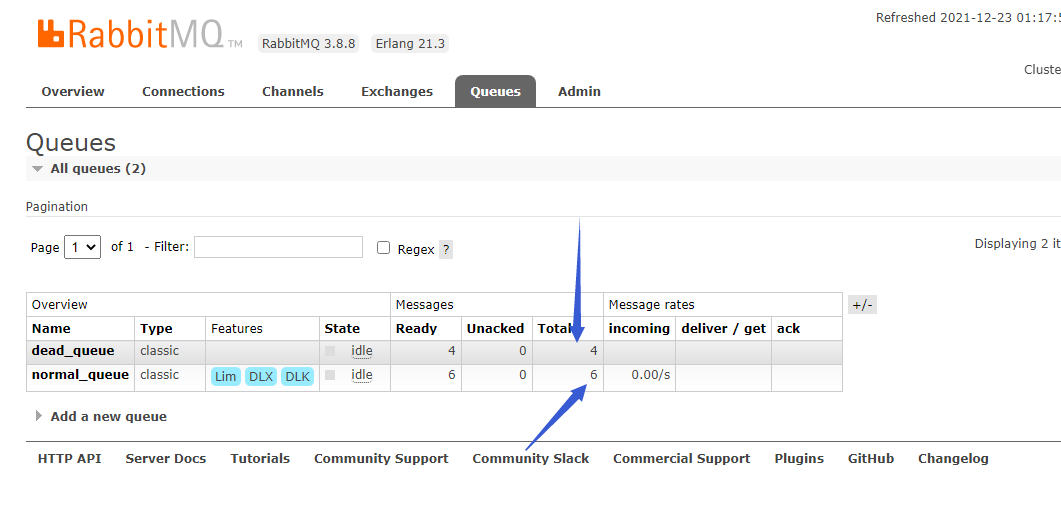 Refreshed 2021-12-23 01:17:5
RabbitMQ TM RabbitMQ 3.8.8 Erlang 21.3
Cluste
Overview Connections Channels Exchanges Queues Admin
Queues
All queues (2)
Pagination
Page 1 of 1 - Filter: Regex ?
Displaying 2 it
Overview Messages Message rates +/-
Name Type Features State Ready Unacked Total incoming deliver / get ack
dead_queue classic idle 4 0 4
normal_queue classic Lim DLX DLK idle 6 0 6 0.00/s
Add a new queue
HTTP API Server Docs Tutorials Community Support Community Slack Commercial Support Plugins GitHub Changelog